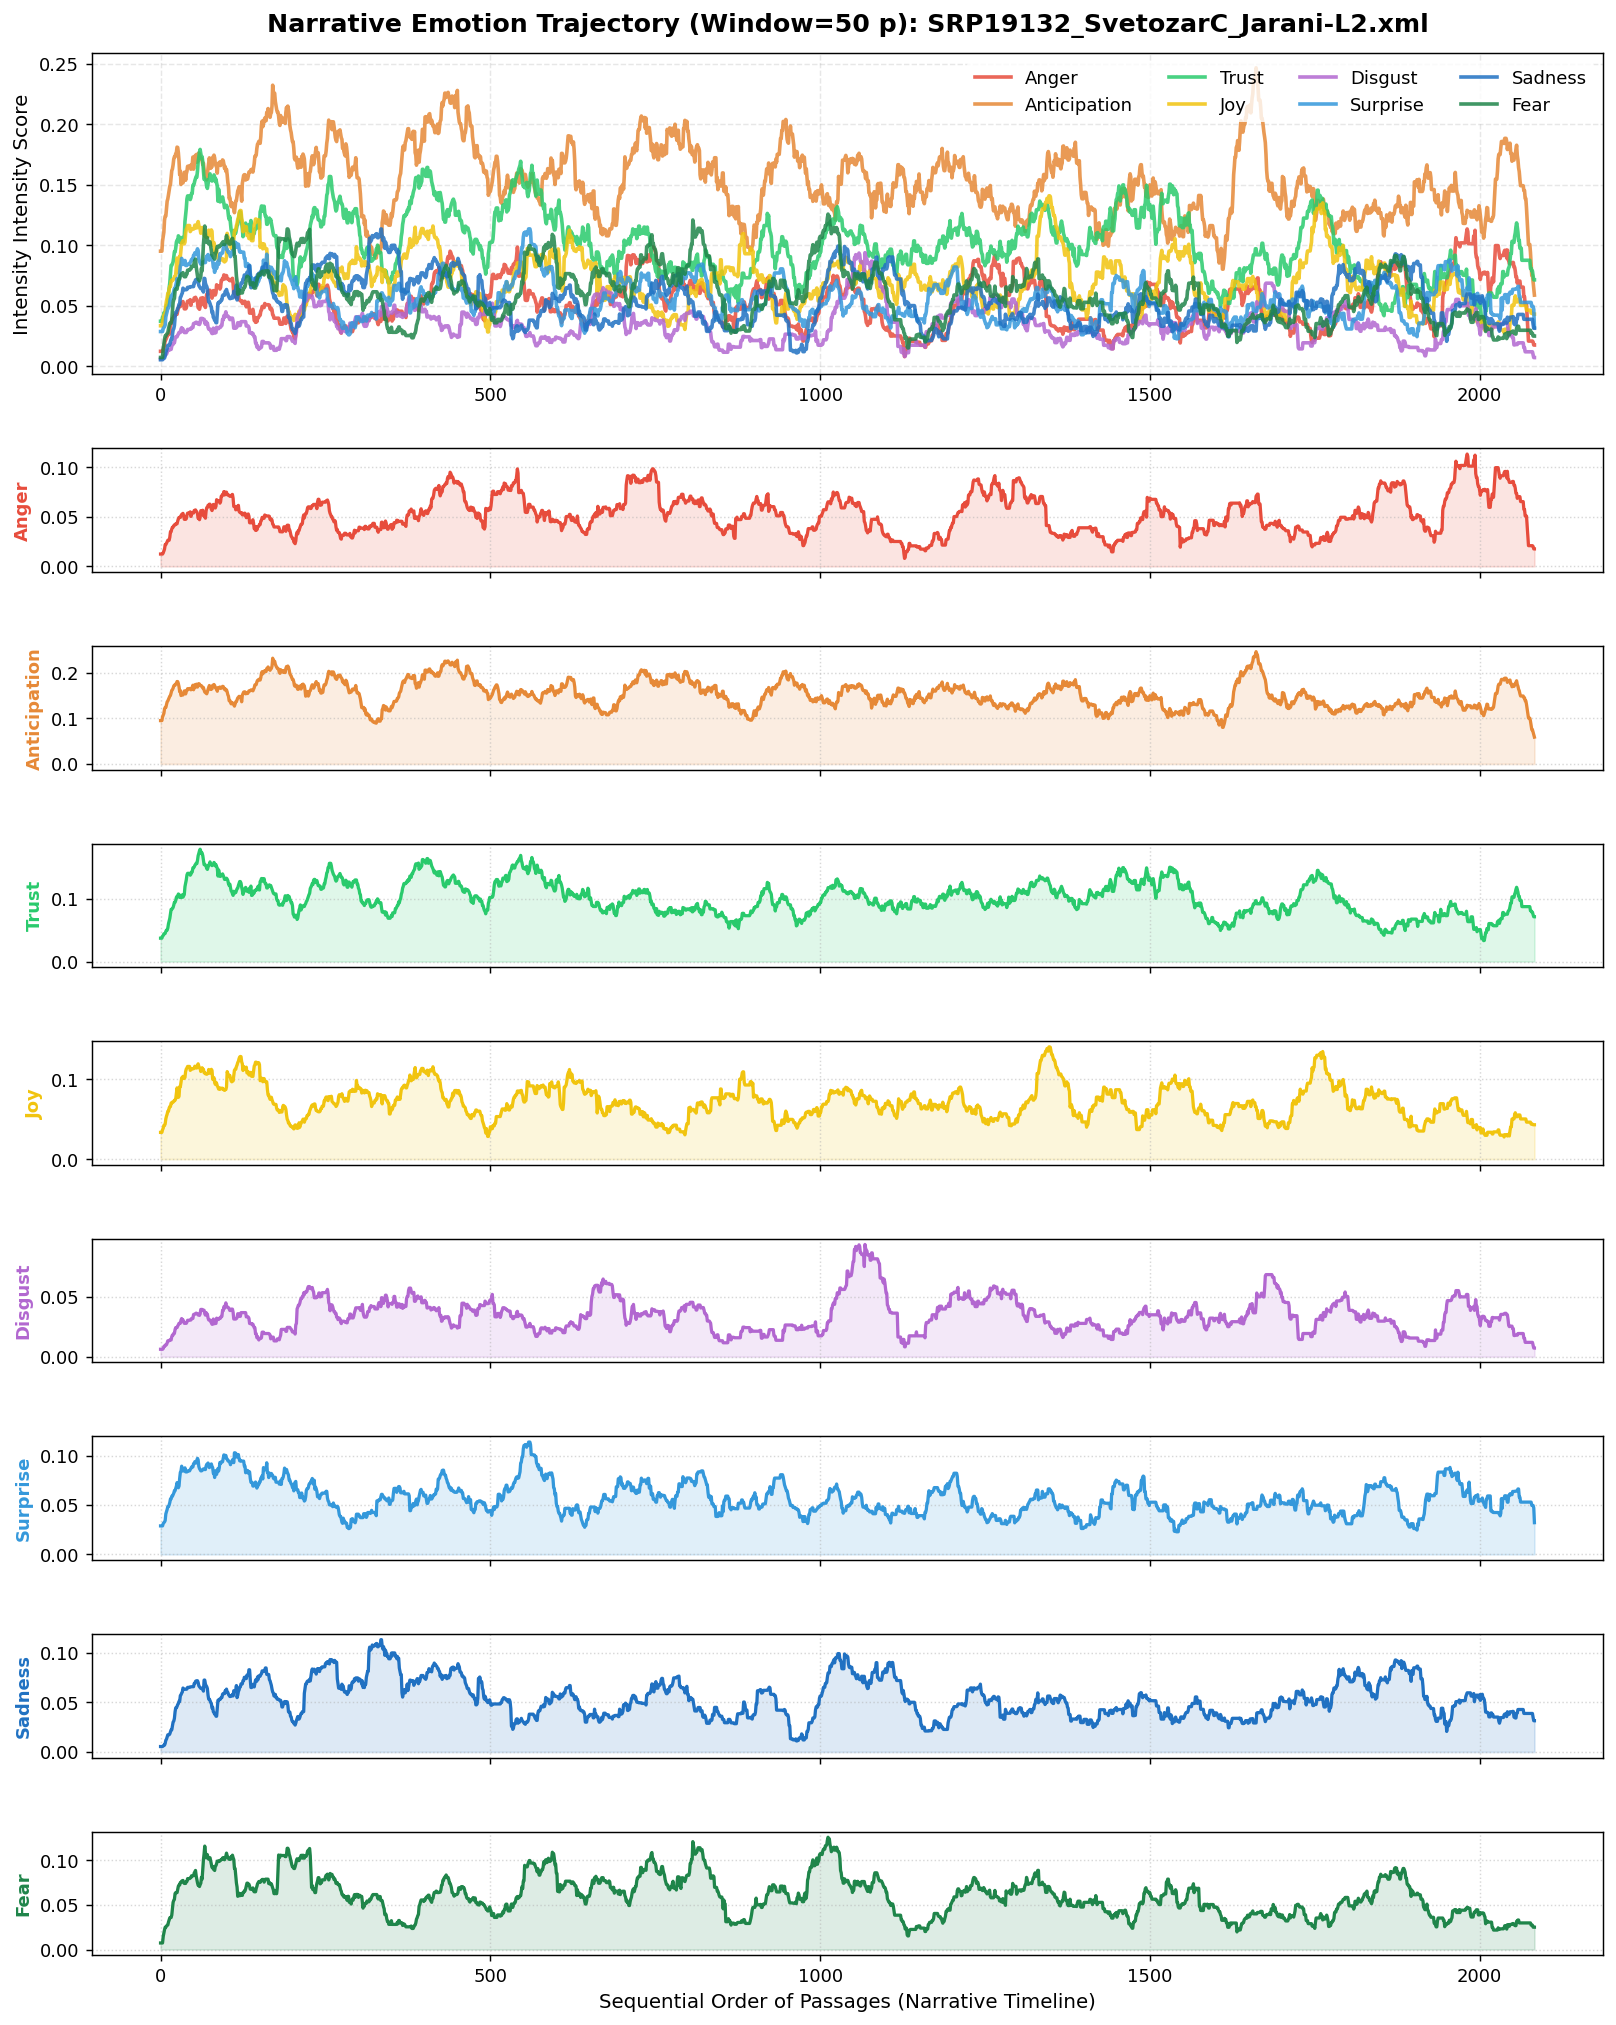 Narrative Emotion Trajectory (Window=50 p): SRP19132_SvetozarC_Jarani-L2.xml
Intensity Intensity Score
0.25
0.20
0.15
0.10
0.05
0.00
Anger
Anticipation
Trust
Joy
Disgust
Surprise
Sadness
Fear
0 500 1000 1500 2000
Anger
0.10
0.05
0.00
Anticipation
0.2
0.1
0.0
Trust
0.1
0.0
Joy
0.1
0.0
Disgust
0.05
0.00
Surprise
0.10
0.05
0.00
Sadness
0.10
0.05
0.00
Fear
0.10
0.05
0.00
0 500 1000 1500 2000
Sequential Order of Passages (Narrative Timeline)